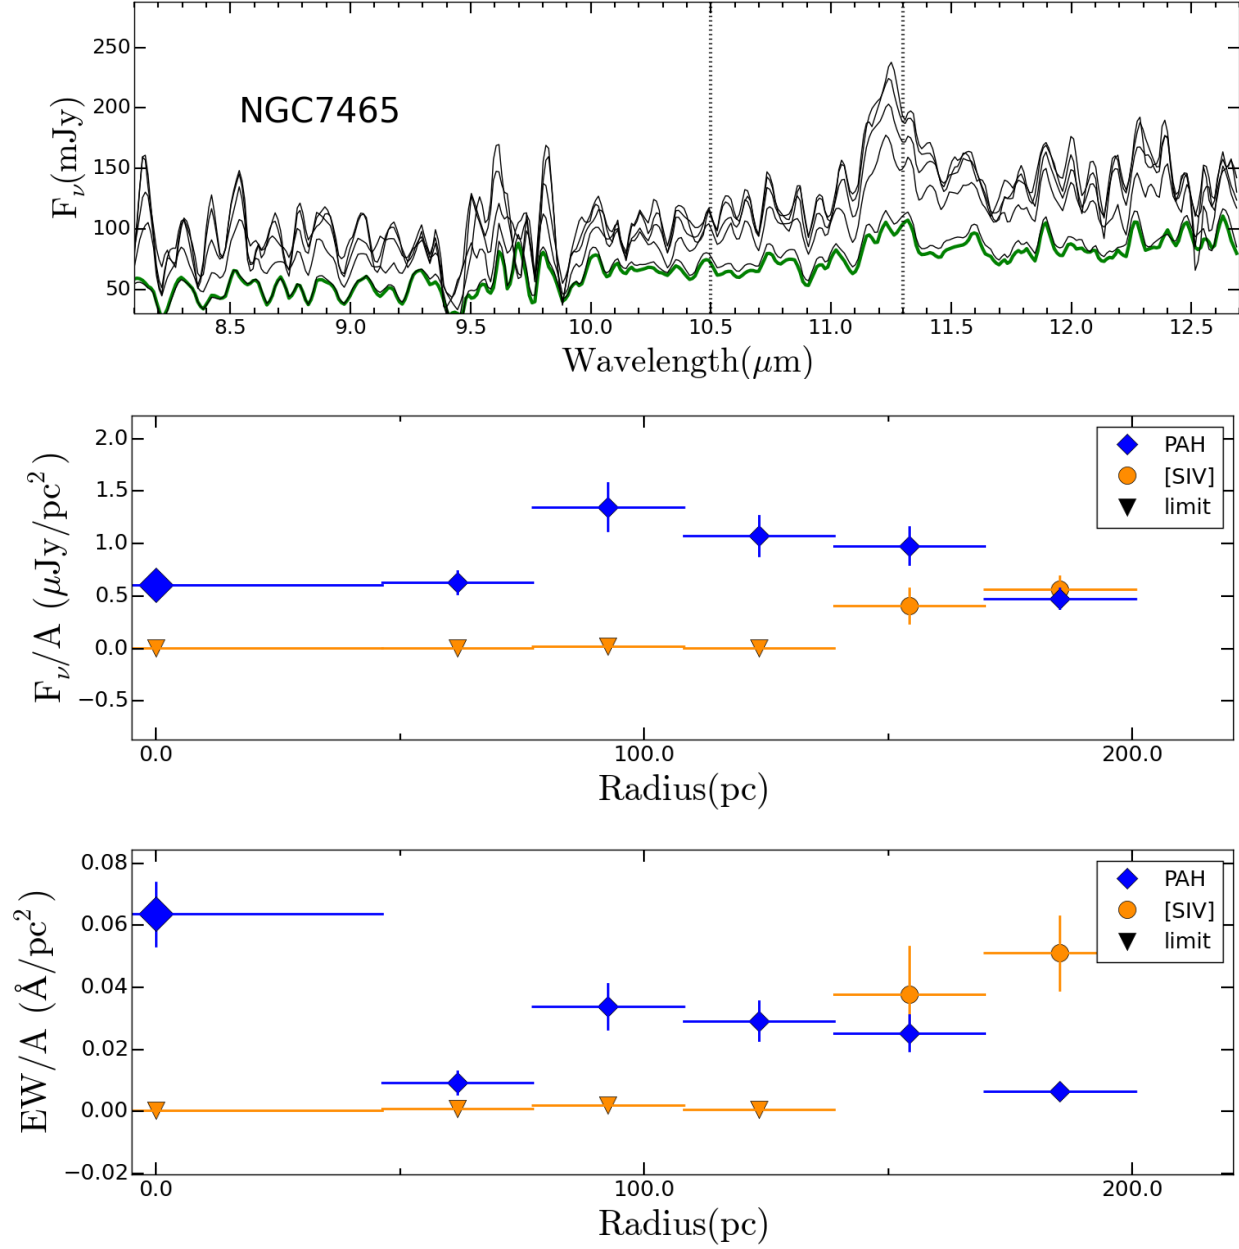 250
200
150
100
50
F_ν(mJy)
NGC7465
8.5 9.0 9.5 10.0 10.5 11.0 11.5 12.0 12.5
Wavelength(μm)
2.0
1.5
1.0
0.5
0.0
−0.5
F_ν/A (μJy/pc²)
PAH
[SIV]
limit
0.0 100.0 200.0
Radius(pc)
0.08
0.06
0.04
0.02
0.00
−0.02
EW/A (Å/pc²)
PAH
[SIV]
limit
0.0 100.0 200.0
Radius(pc)